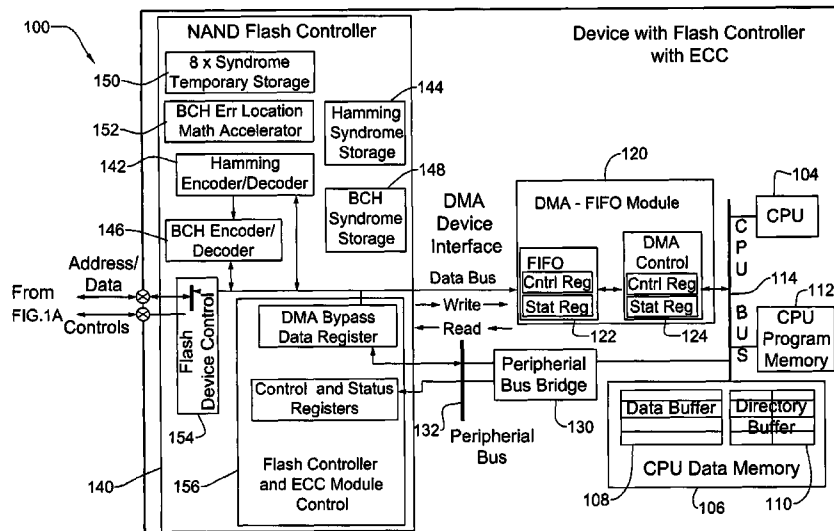 100
NAND Flash Controller
Device with Flash Controller
with ECC
150
8 x Syndrome
Temporary Storage
152
BCH Err Location
Math Accelerator
144
Hamming
Syndrome
Storage
142
Hamming
Encoder/Decoder
148
BCH
Syndrome
Storage
146
BCH Encoder/
Decoder
DMA
Device
Interface
120
DMA - FIFO Module
FIFO
Cntrl Reg
Stat Reg
122
DMA
Control
Cntrl Reg
Stat Reg
124
104
CPU
CPU
BUS
114
112
CPU
Program
Memory
Address/
Data
From
FIG.1A
Controls
Data Bus
Write
Read
Flash
Device Control
154
DMA Bypass
Data Register
Control and Status
Registers
Flash Controller
and ECC Module
Control
140
156
132
Peripherial
Bus
Peripherial
Bus Bridge
130
Data Buffer
Directory
Buffer
108
CPU Data Memory
110
106